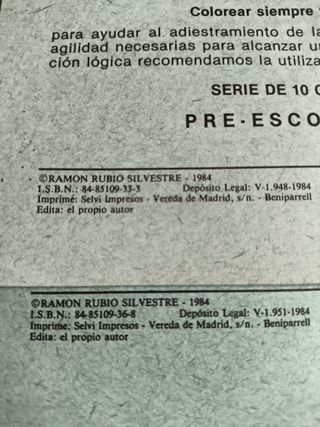 Colorear siempre
para ayudar al adiestramiento de la
agilidad necesarias para alcanzar un
ción lógica recomendamos la utiliza
SERIE DE 10
PRE-ESCO
©RAMON RUBIO SILVESTRE - 1984
I.S.B.N.: 84-85109-33-3 Depósito Legal: V-1.948-1984
Imprime: Selvi Impresos - Vereda de Madrid, s/n. - Beniparrell
Edita: el propio autor
©RAMON RUBIO SILVESTRE - 1984
I.S.B.N.: 84-85109-36-8 Depósito Legal: V-1.951-1984
Imprime: Selvi Impresos - Vereda de Madrid, s/n. - Beniparrell
Edita: el propio autor